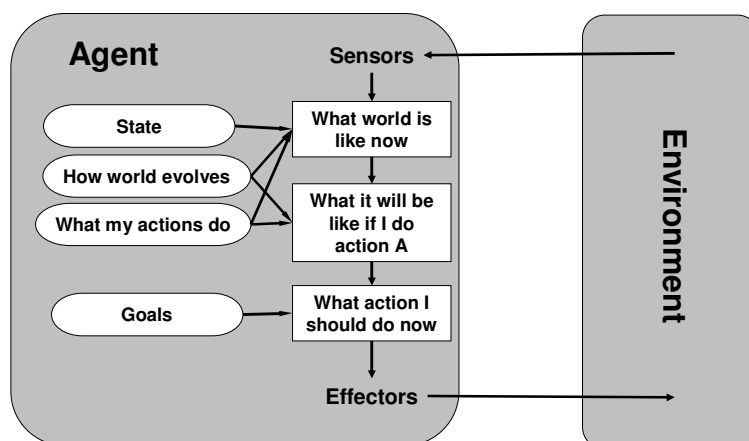 Agent
Sensors
What world is
like now
State
How world evolves
What my actions do
What it will be
like if I do
action A
Goals
What action I
should do now
Effectors
Environment